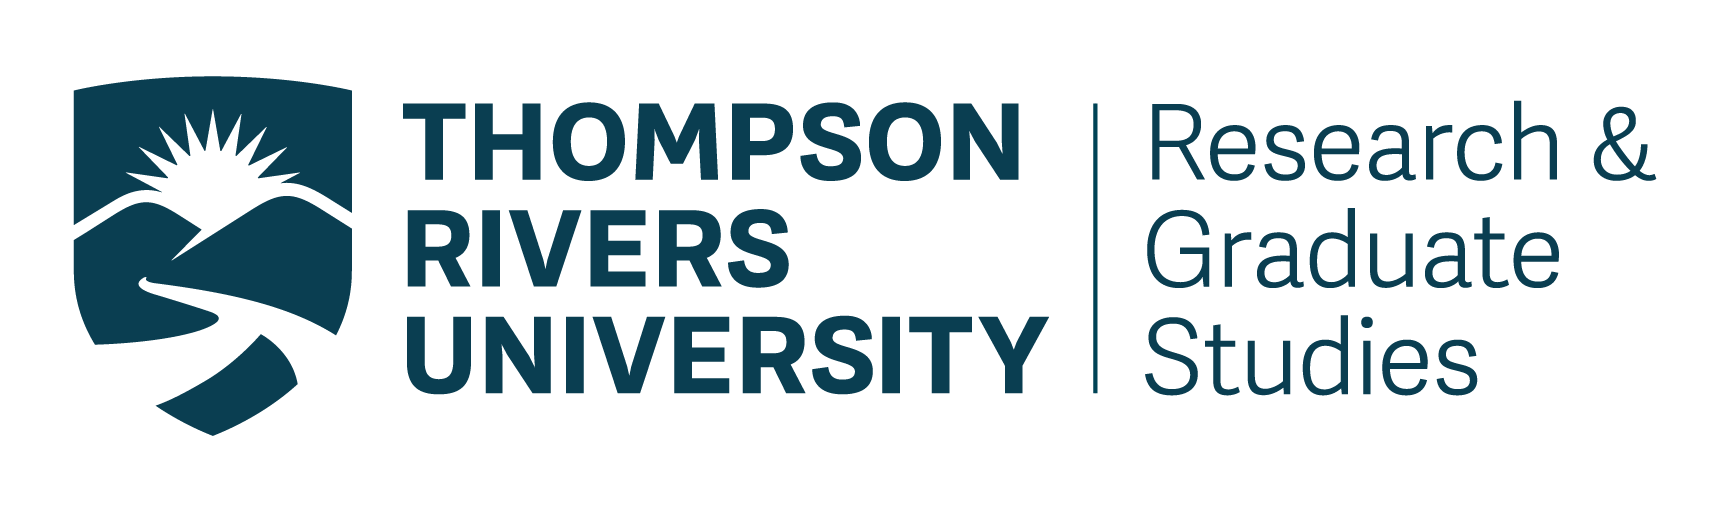 THOMPSON
RIVERS
UNIVERSITY
Research &
Graduate
Studies